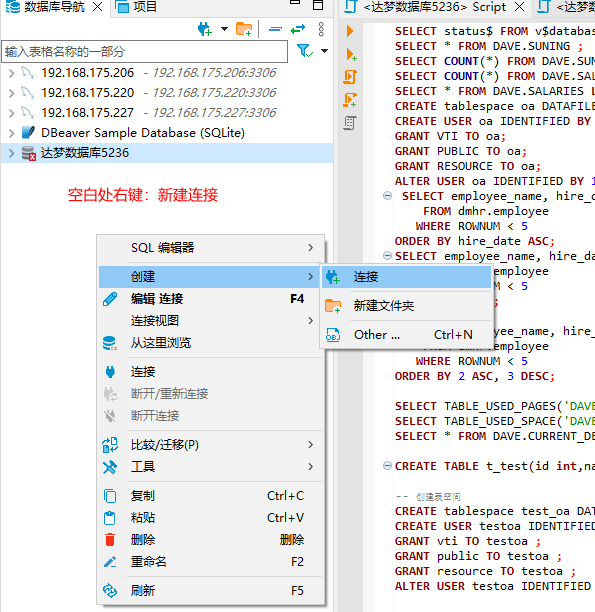 数据库导航
项目
<达梦数据库5236> Script
<达梦数
输入表格名称的一部分
192.168.175.206 - 192.168.175.206:3306
192.168.175.220 - 192.168.175.220:3306
192.168.175.227 - 192.168.175.227:3306
DBeaver Sample Database (SQLite)
达梦数据库5236
空白处右键：新建连接
SQL 编辑器
创建
编辑 连接 F4
连接视图
从这里浏览
连接
断开/重新连接
断开连接
比较/迁移(P)
工具
复制 Ctrl+C
粘贴 Ctrl+V
删除 删除
重命名 F2
刷新 F5
连接
新建文件夹
Other ... Ctrl+N
SELECT status$ FROM v$databas
SELECT * FROM DAVE.SUNING ;
SELECT COUNT(*) FROM DAVE.SUN
SELECT COUNT(*) FROM DAVE.SAL
SELECT * FROM DAVE.SALARIES L
CREATE tablespace oa DATAFILE
CREATE USER oa IDENTIFIED BY
GRANT VTI TO oa;
GRANT PUBLIC TO oa;
GRANT RESOURCE TO oa;
ALTER USER oa IDENTIFIED BY 1
SELECT employee_name, hire_d
FROM dmhr.employee
WHERE ROWNUM < 5
ORDER BY hire_date ASC;
SELECT employee_name, hire_da
employee
< 5
;
e_name, hire_
.employee
WHERE ROWNUM < 5
ORDER BY 2 ASC, 3 DESC;
SELECT TABLE_USED_PAGES('DAVE
SELECT TABLE_USED_SPACE('DAVE
SELECT * FROM DAVE.CURRENT_DE
CREATE TABLE t_test(id int,na
-- 创建表空间
CREATE tablespace test_oa DAT
CREATE USER testoa IDENTIFIED
GRANT vti TO testoa ;
GRANT public TO testoa ;
GRANT resource TO testoa ;
ALTER USER testoa IDENTIFIED